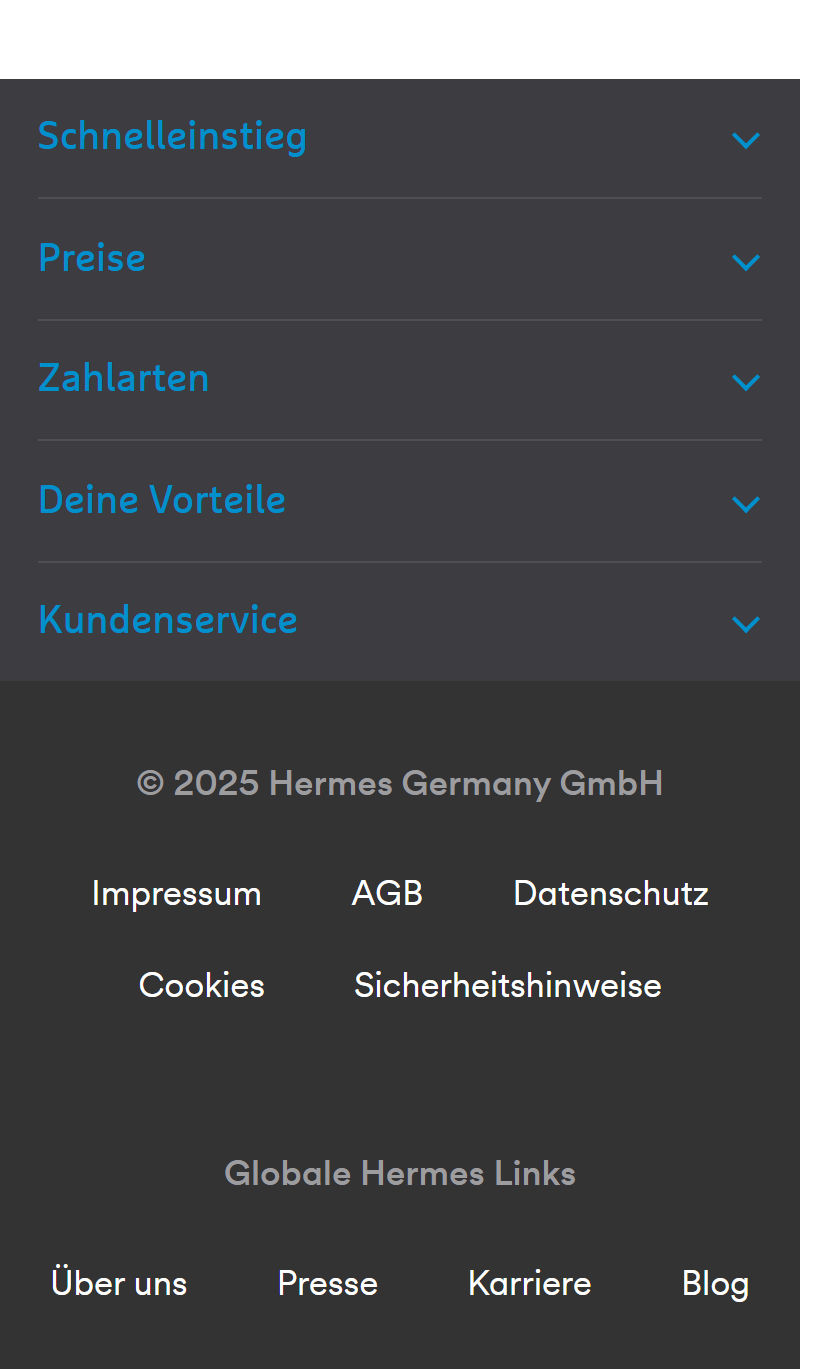 Schnelleinstieg
Preise
Zahlarten
Deine Vorteile
Kundenservice
© 2025 Hermes Germany GmbH
Impressum AGB Datenschutz
Cookies Sicherheitshinweise
Globale Hermes Links
Über uns Presse Karriere Blog